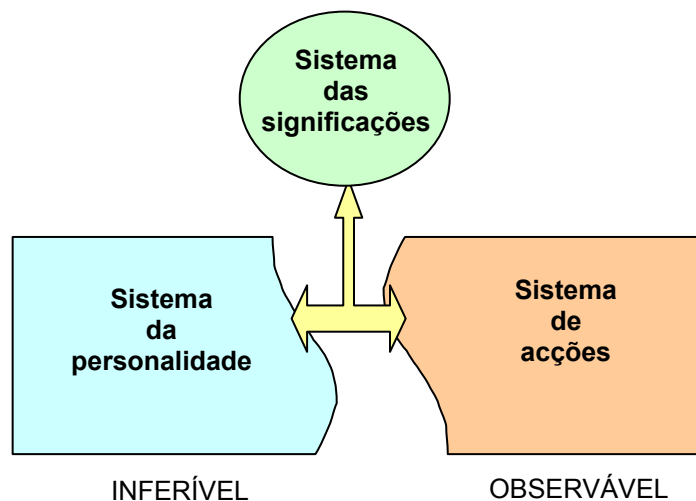 Sistema
das
significações
Sistema
da
personalidade
Sistema
de
acções
INFERÍVEL
OBSERVÁVEL